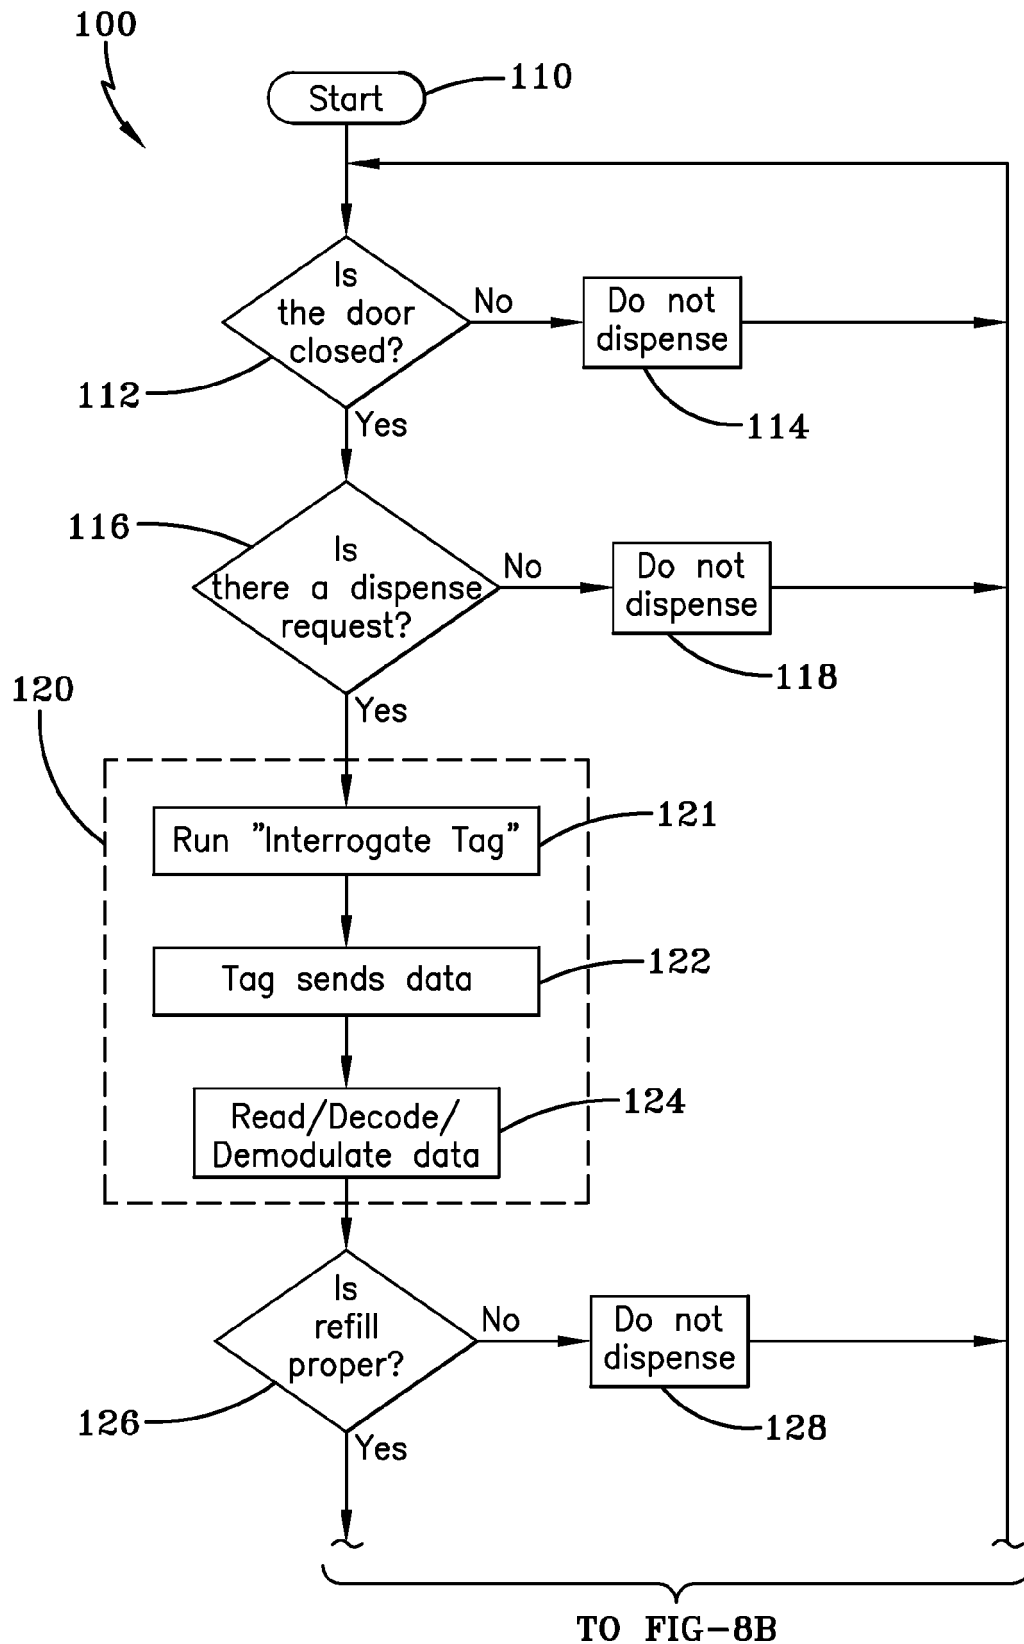 100
Start
110
Is
the door
closed?
No
Do not
dispense
112
114
Yes
116
Is
there a dispense
request?
No
Do not
dispense
118
Yes
120
Run "Interrogate Tag"
121
Tag sends data
122
Read/Decode/
Demodulate data
124
Is
refill
proper?
No
Do not
dispense
126
128
Yes
TO FIG-8B